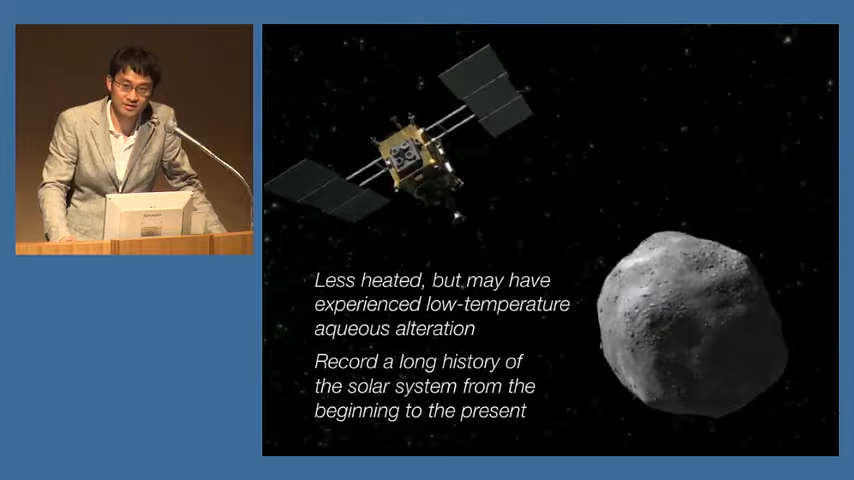 Less heated, but may have
experienced low-temperature
aqueous alteration
Record a long history of
the solar system from the
beginning to the present